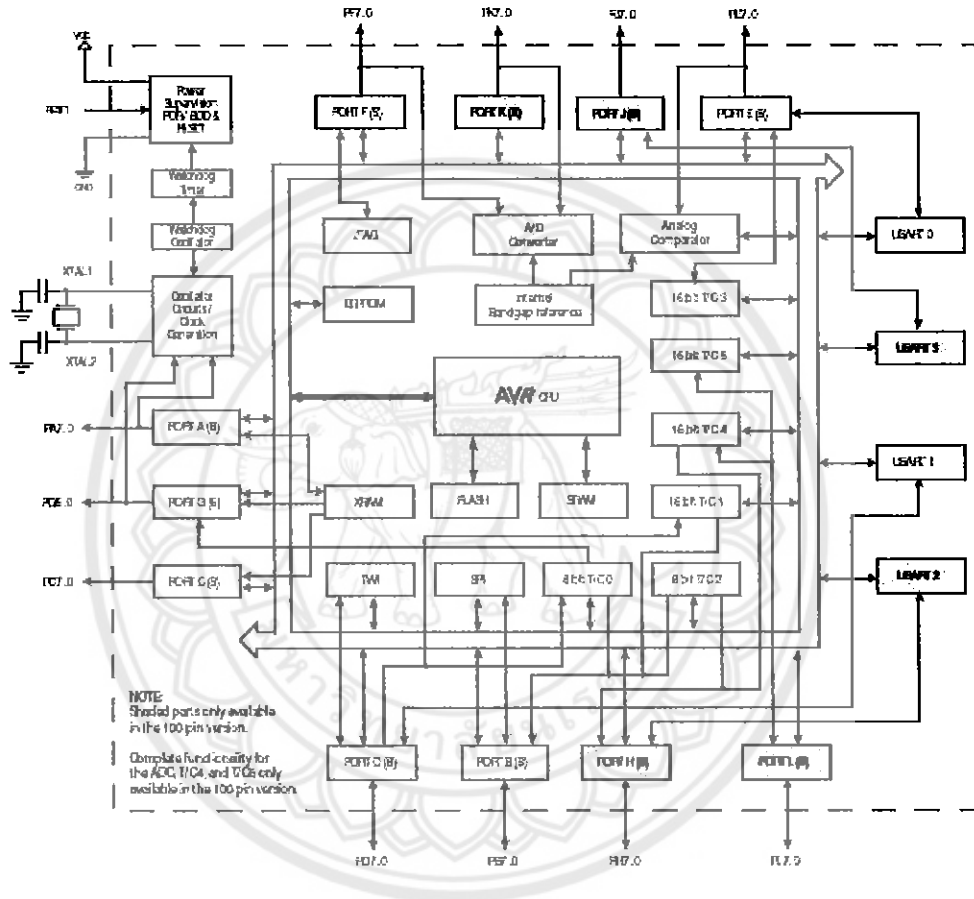 PF7..0
PK7..0
PJ7..0
PE7..0
VCC
RESET
GND
Power
Supervision
POR / BOD &
RESET
PORT F (8)
PORT K (8)
PORT J (8)
PORT E (8)
Watchdog
Timer
Watchdog
Oscillator
JTAG
A/D
Converter
Analog
Comparator
USART 0
XTAL1
XTAL2
Oscillator
Circuits /
Clock
Generation
EEPROM
Internal
Bandgap reference
16 bit T/C 3
USART 3
16 bit T/C 5
AVR CPU
PA7..0
PORT A (8)
16 bit T/C 4
USART 1
PG5..0
PORT G (6)
XRAM
FLASH
SRAM
16 bit T/C 1
PC7..0
PORT C (8)
TWI
SPI
8 bit T/C 0
8 bit T/C 2
USART 2
NOTE:
Shaded parts only available
in the 100 pin version.
Complete functionality for
the ADC, T/C4, and T/C5 only
available in the 100 pin version.
PORT D (8)
PORT B (8)
PORT H (8)
PORT L (8)
PD7..0
PB7..0
PH7..0
PL7..0